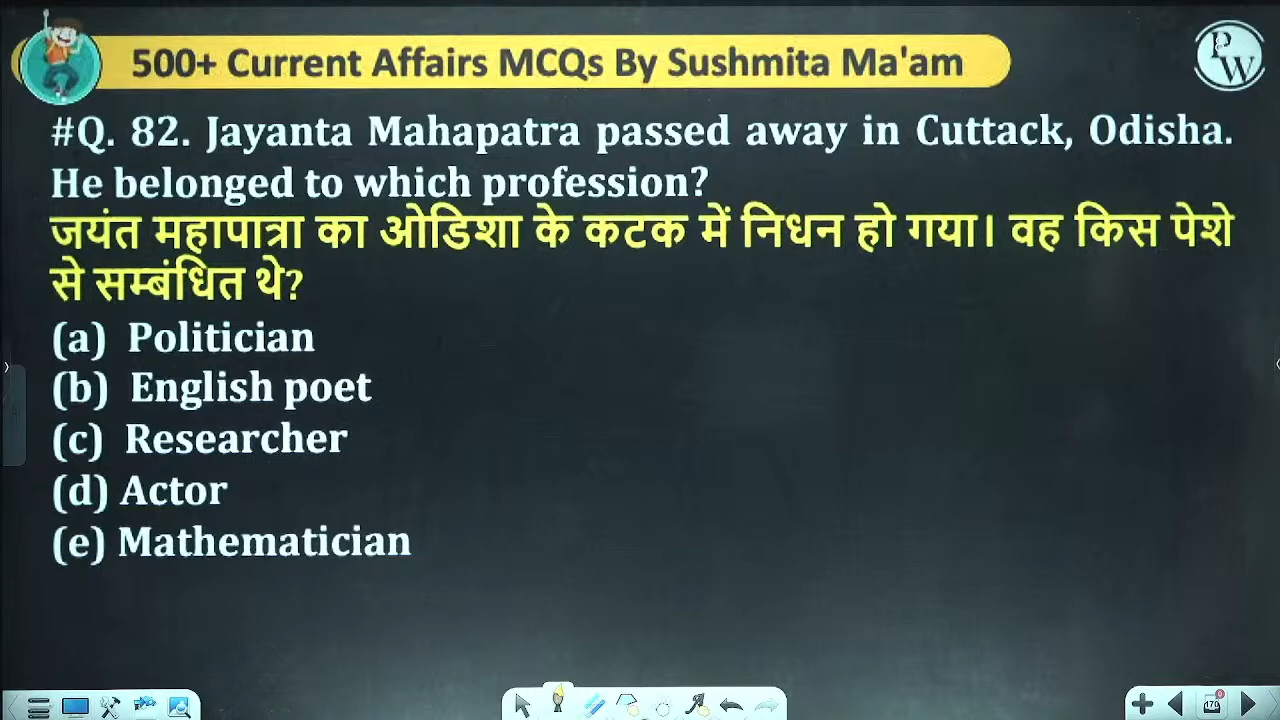 500+ Current Affairs MCQs By Sushmita Ma'am
PW
#Q. 82. Jayanta Mahapatra passed away in Cuttack, Odisha.
He belonged to which profession?
जयंत महापात्रा का ओडिशा के कटक में निधन हो गया। वह किस पेशे
से सम्बंधित थे?
(a) Politician
(b) English poet
(c) Researcher
(d) Actor
(e) Mathematician